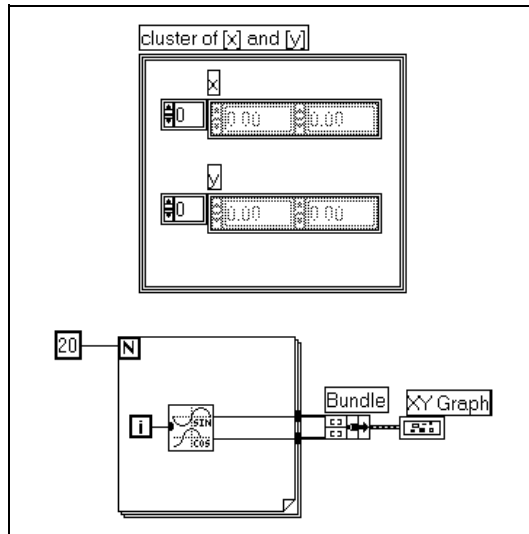 cluster of [x] and [y]
x
0 0.00 0.00
y
0 0.00 0.00
20 N
Bundle XY Graph
i SIN
COS